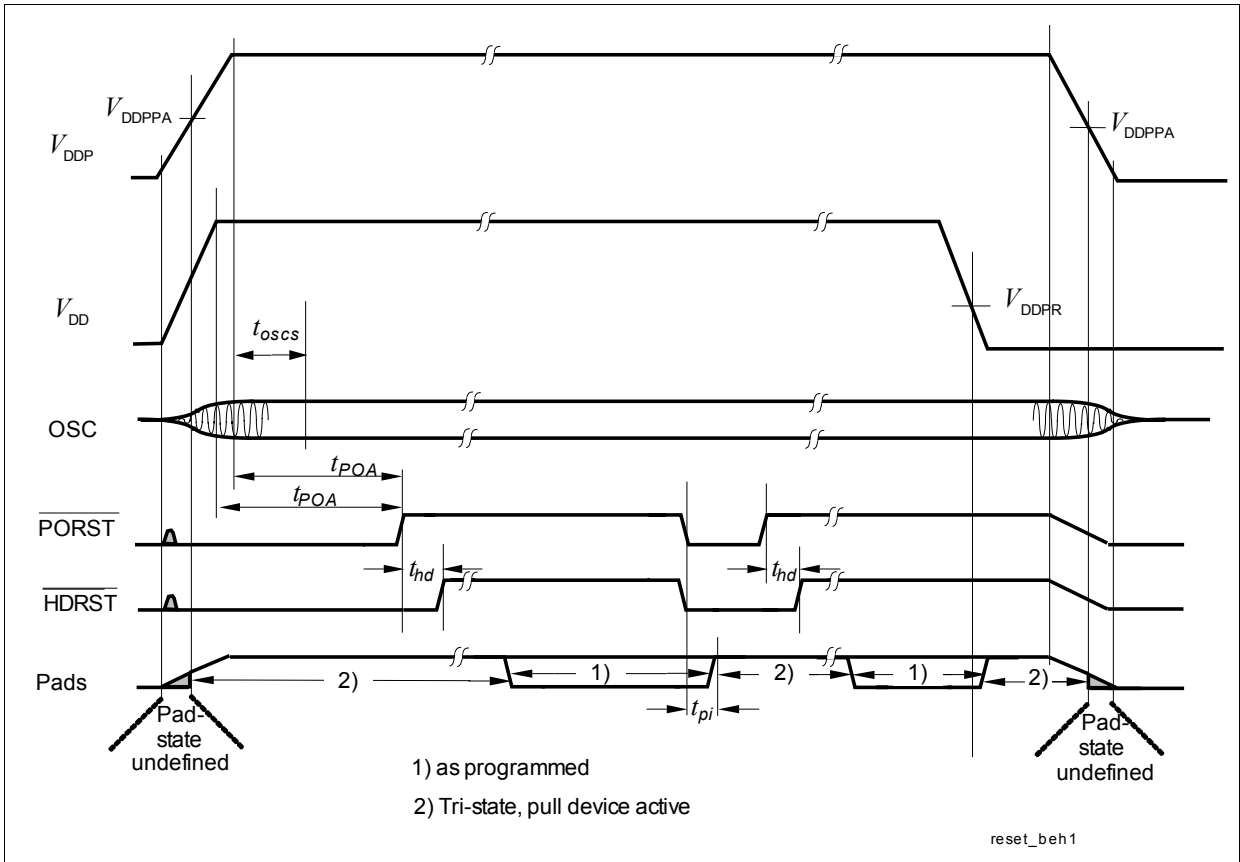 VDDPPA
VDDP
VDDPPA
VDD
VDDPR
toscs
OSC
tPOA
tPOA
PORST
thd
thd
HDRST
Pads
2)
1)
2)
1)
2)
tpi
Pad-
state
undefined
Pad-
state
undefined
1) as programmed
2) Tri-state, pull device active
reset_beh1